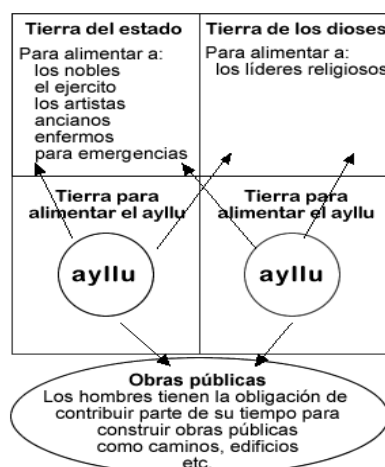 Tierra del estado
Para alimentar a:
los nobles
el ejercito
los artistas
ancianos
enfermos
para emergencias
Tierra de los dioses
Para alimentar a:
los líderes religiosos
Tierra para
alimentar el ayllu
ayllu
Tierra para
alimentar el ayllu
ayllu
Obras públicas
Los hombres tienen la obligación de
contribuir parte de su tiempo para
construir obras públicas
como caminos, edificios
etc.